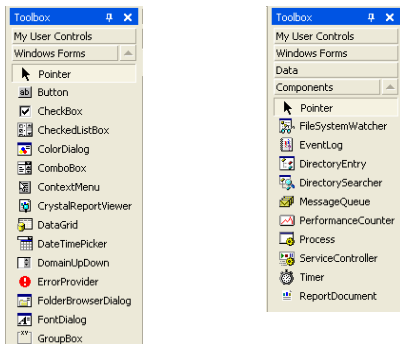 Toolbox
My User Controls
Windows Forms
Pointer
ab Button
CheckBox
CheckedListBox
ColorDialog
ComboBox
ContextMenu
CrystalReportViewer
DataGrid
DateTimePicker
DomainUpDown
ErrorProvider
FolderBrowserDialog
FontDialog
GroupBox
Toolbox
My User Controls
Windows Forms
Data
Components
Pointer
FileSystemWatcher
EventLog
DirectoryEntry
DirectorySearcher
MessageQueue
PerformanceCounter
Process
ServiceController
Timer
ReportDocument